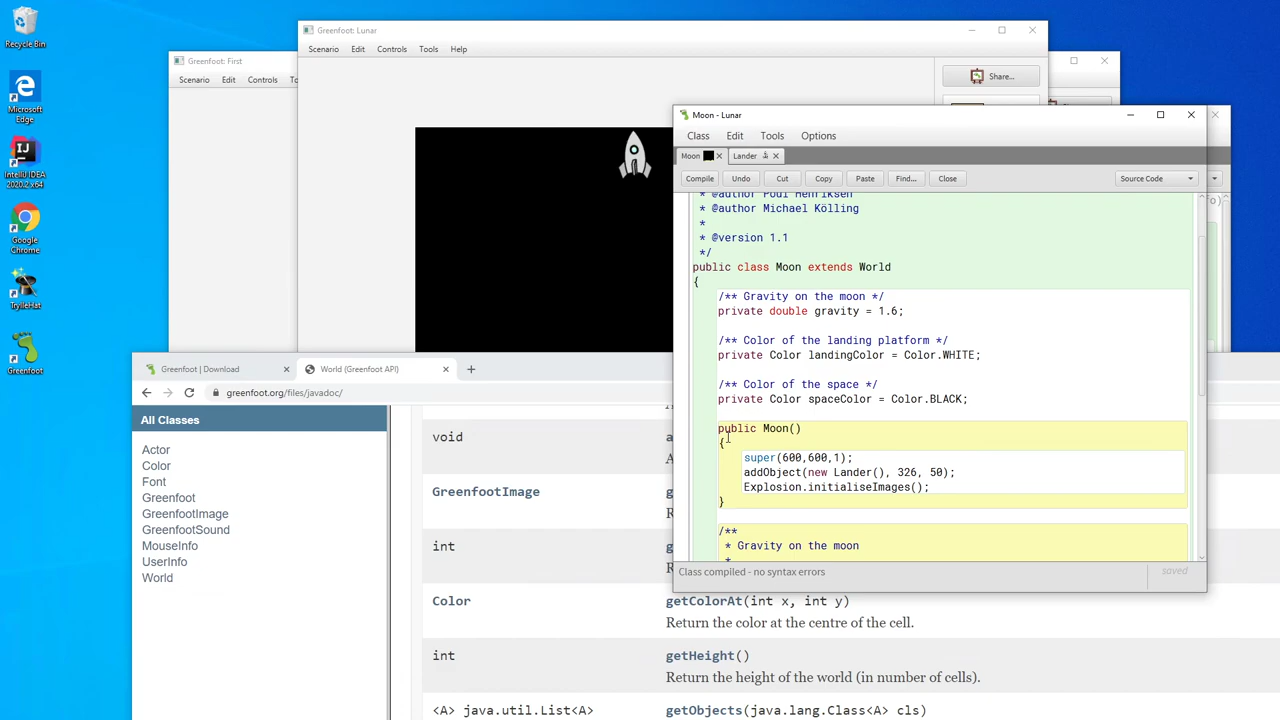 Recycle Bin
Microsoft
Edge
IntelliJ IDEA
2020.2 x64
Google
Chrome
Greenfoot
Greenfoot: First
Scenario Edit Controls
Greenfoot: Lunar
Scenario Edit Controls Tools Help
Share...
Moon - Lunar
Class Edit Tools Options
Moon Lander
Compile Undo Cut Copy Paste Find... Close Source Code
* @author Poul Henriksen
* @author Michael Kölling
*
* @version 1.1
*/
public class Moon extends World
{
/** Gravity on the moon */
private double gravity = 1.6;
/** Color of the landing platform */
private Color landingColor = Color.WHITE;
/** Color of the space */
private Color spaceColor = Color.BLACK;
public Moon()
{
super(600,600,1);
addObject(new Lander(), 326, 50);
Explosion.initialiseImages();
}
/**
* Gravity on the moon
*
Class compiled - no syntax errors
saved
Greenfoot | Download World (Greenfoot API)
greenfoot.org/files/javadoc/
All Classes
Actor
Color
Font
Greenfoot
GreenfootImage
GreenfootSound
MouseInfo
UserInfo
World
void
GreenfootImage
int
Color getColorAt(int x, int y)
Return the color at the centre of the cell.
int getHeight()
Return the height of the world (in number of cells).
<A> java.util.List<A> getObjects(java.lang.Class<A> cls)